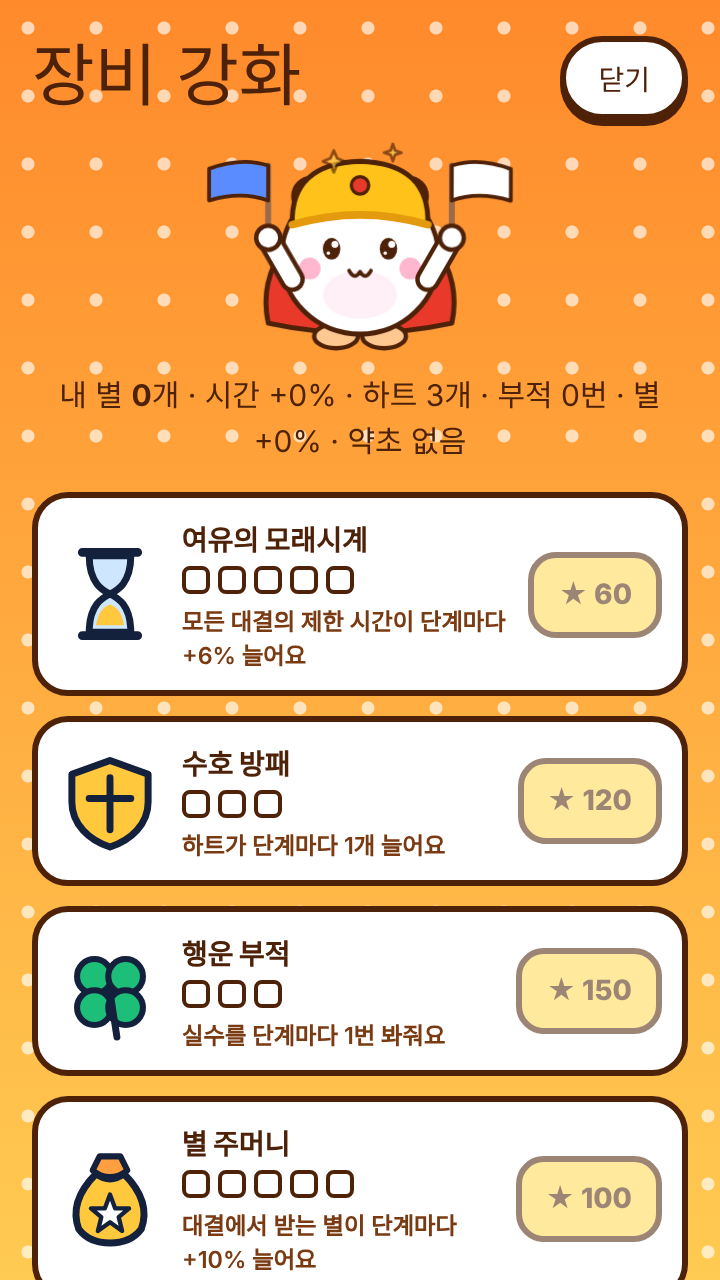 장비 강화
닫기
내 별 0개 · 시간 +0% · 하트 3개 · 부적 0번 · 별
+0% · 약초 없음
여유의 모래시계
모든 대결의 제한 시간이 단계마다
+6% 늘어요
★ 60
수호 방패
하트가 단계마다 1개 늘어요
★ 120
행운 부적
실수를 단계마다 1번 봐줘요
★ 150
별 주머니
대결에서 받는 별이 단계마다
+10% 늘어요
★ 100